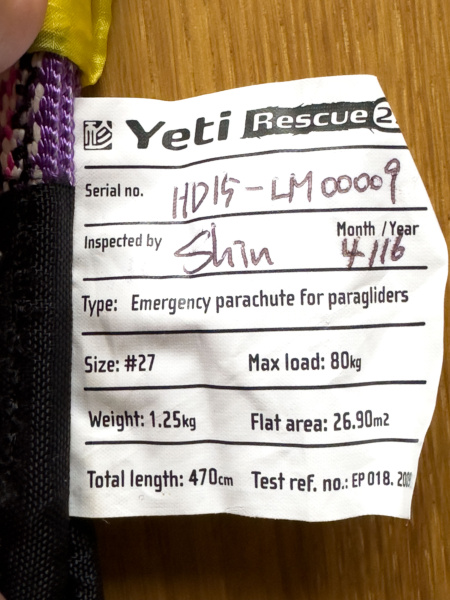 Yeti Rescue 2
Serial no. HD15-LM00009
Inspected by Shin Month / Year 4/16
Type: Emergency parachute for paragliders
Size: #27 Max load: 80kg
Weight: 1.25kg Flat area: 26.90m2
Total length: 470cm Test ref. no.: EP 018.